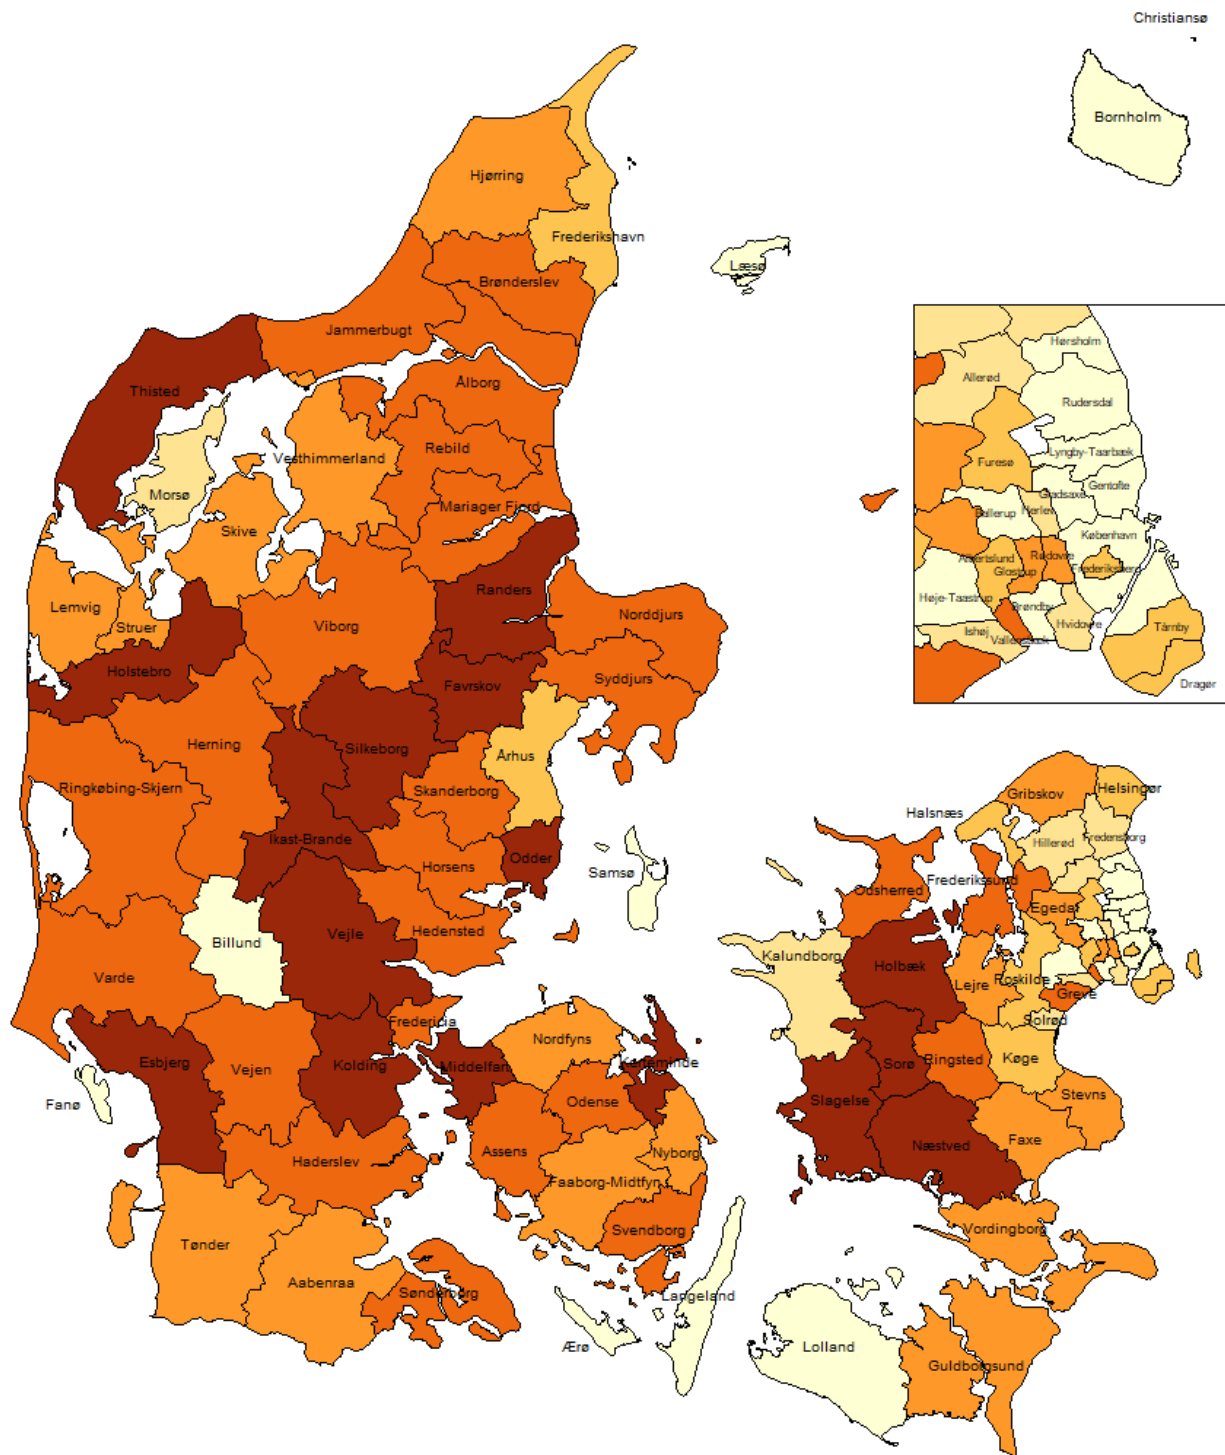 Christiansø
Bornholm
Hjørring
Frederikshavn
Læsø
Brønderslev
Jammerbugt
Hørsholm
Allerød
Ålborg
Thisted
Rudersdal
Rebild
Lyngby-Taarbæk
Vesthimmerland
Furesø
Gentofte
Gladsaxe
Morsø
Mariager Fjord
Herlev
Ballerup
København
Skive
Rødovre
Albertslund
Frederiksberg
Glostrup
Randers
Høje-Taastrup
Lemvig
Brøndby
Norddjurs
Viborg
Struer
Hvidovre
Ishøj
Tårnby
Vallensbæk
Holstebro
Syddjurs
Favrskov
Dragør
Herning
Silkeborg
Århus
Ringkøbing-Skjern
Skanderborg
Gribskov
Helsingør
Halsnæs
Fredensborg
Ikast-Brande
Hillerød
Odder
Horsens
Samsø
Frederikssund
Odsherred
Egedal
Hedensted
Vejle
Billund
Kalundborg
Holbæk
Varde
Lejre
Roskilde
Greve
Fredericia
Solrød
Nordfyns
Kerteminde
Køge
Esbjerg
Kolding
Middelfart
Sorø
Ringsted
Vejen
Stevns
Slagelse
Odense
Fanø
Faxe
Næstved
Assens
Nyborg
Haderslev
Faaborg-Midtfyn
Svendborg
Vordingborg
Tønder
Aabenraa
Sønderborg
Langeland
Ærø
Lolland
Guldborgsund